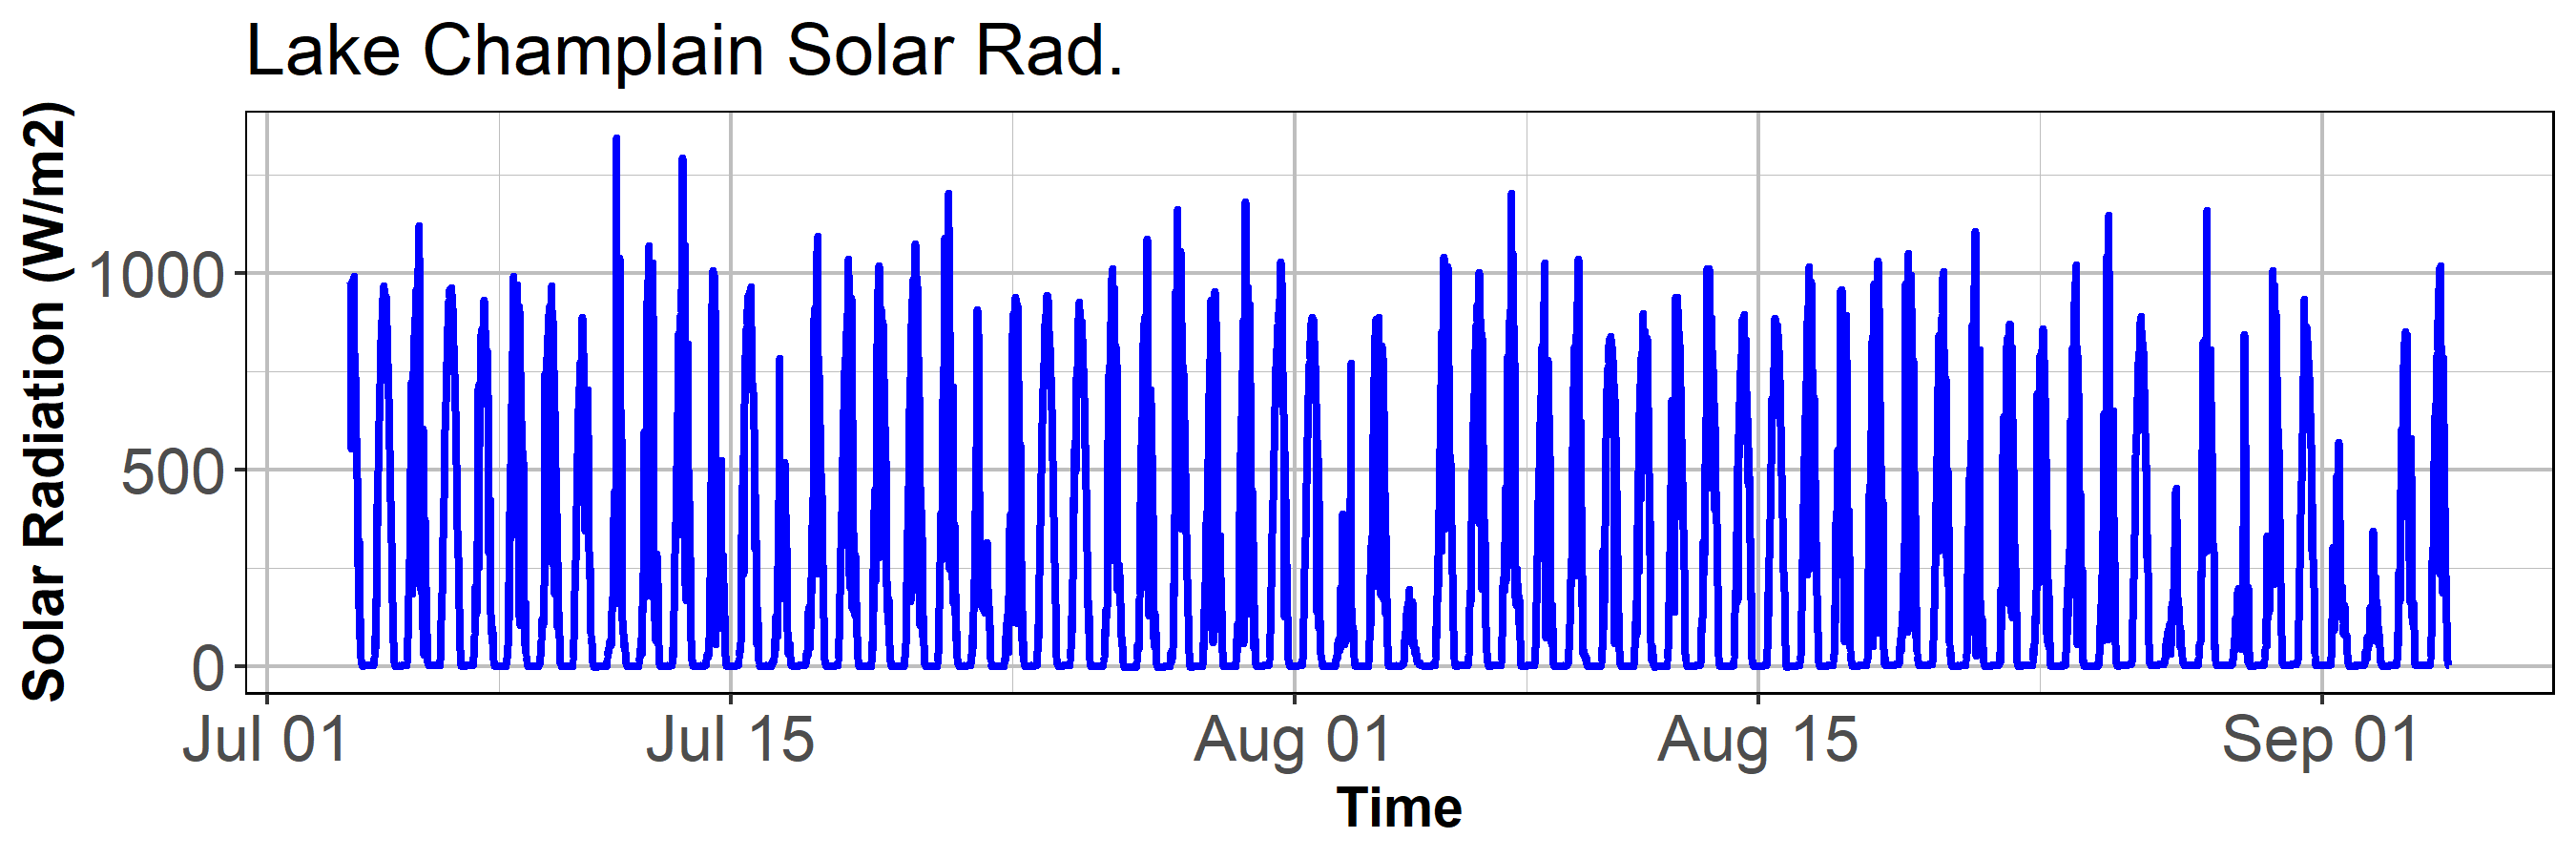 Lake Champlain Solar Rad.
Solar Radiation (W/m2)
1000
500
0
Jul 01
Jul 15
Aug 01
Aug 15
Sep 01
Time